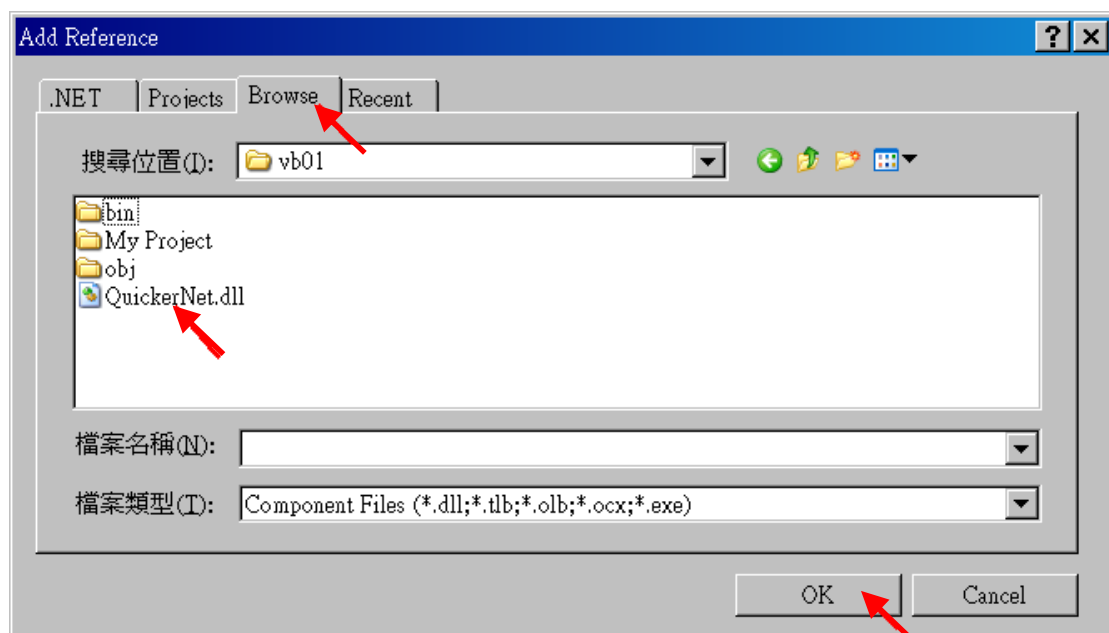 Add Reference
.NET Projects Browse Recent
搜尋位置(I): vb01
bin
My Project
obj
QuickerNet.dll
檔案名稱(N):
檔案類型(T): Component Files (*.dll;*.tlb;*.olb;*.ocx;*.exe)
OK Cancel